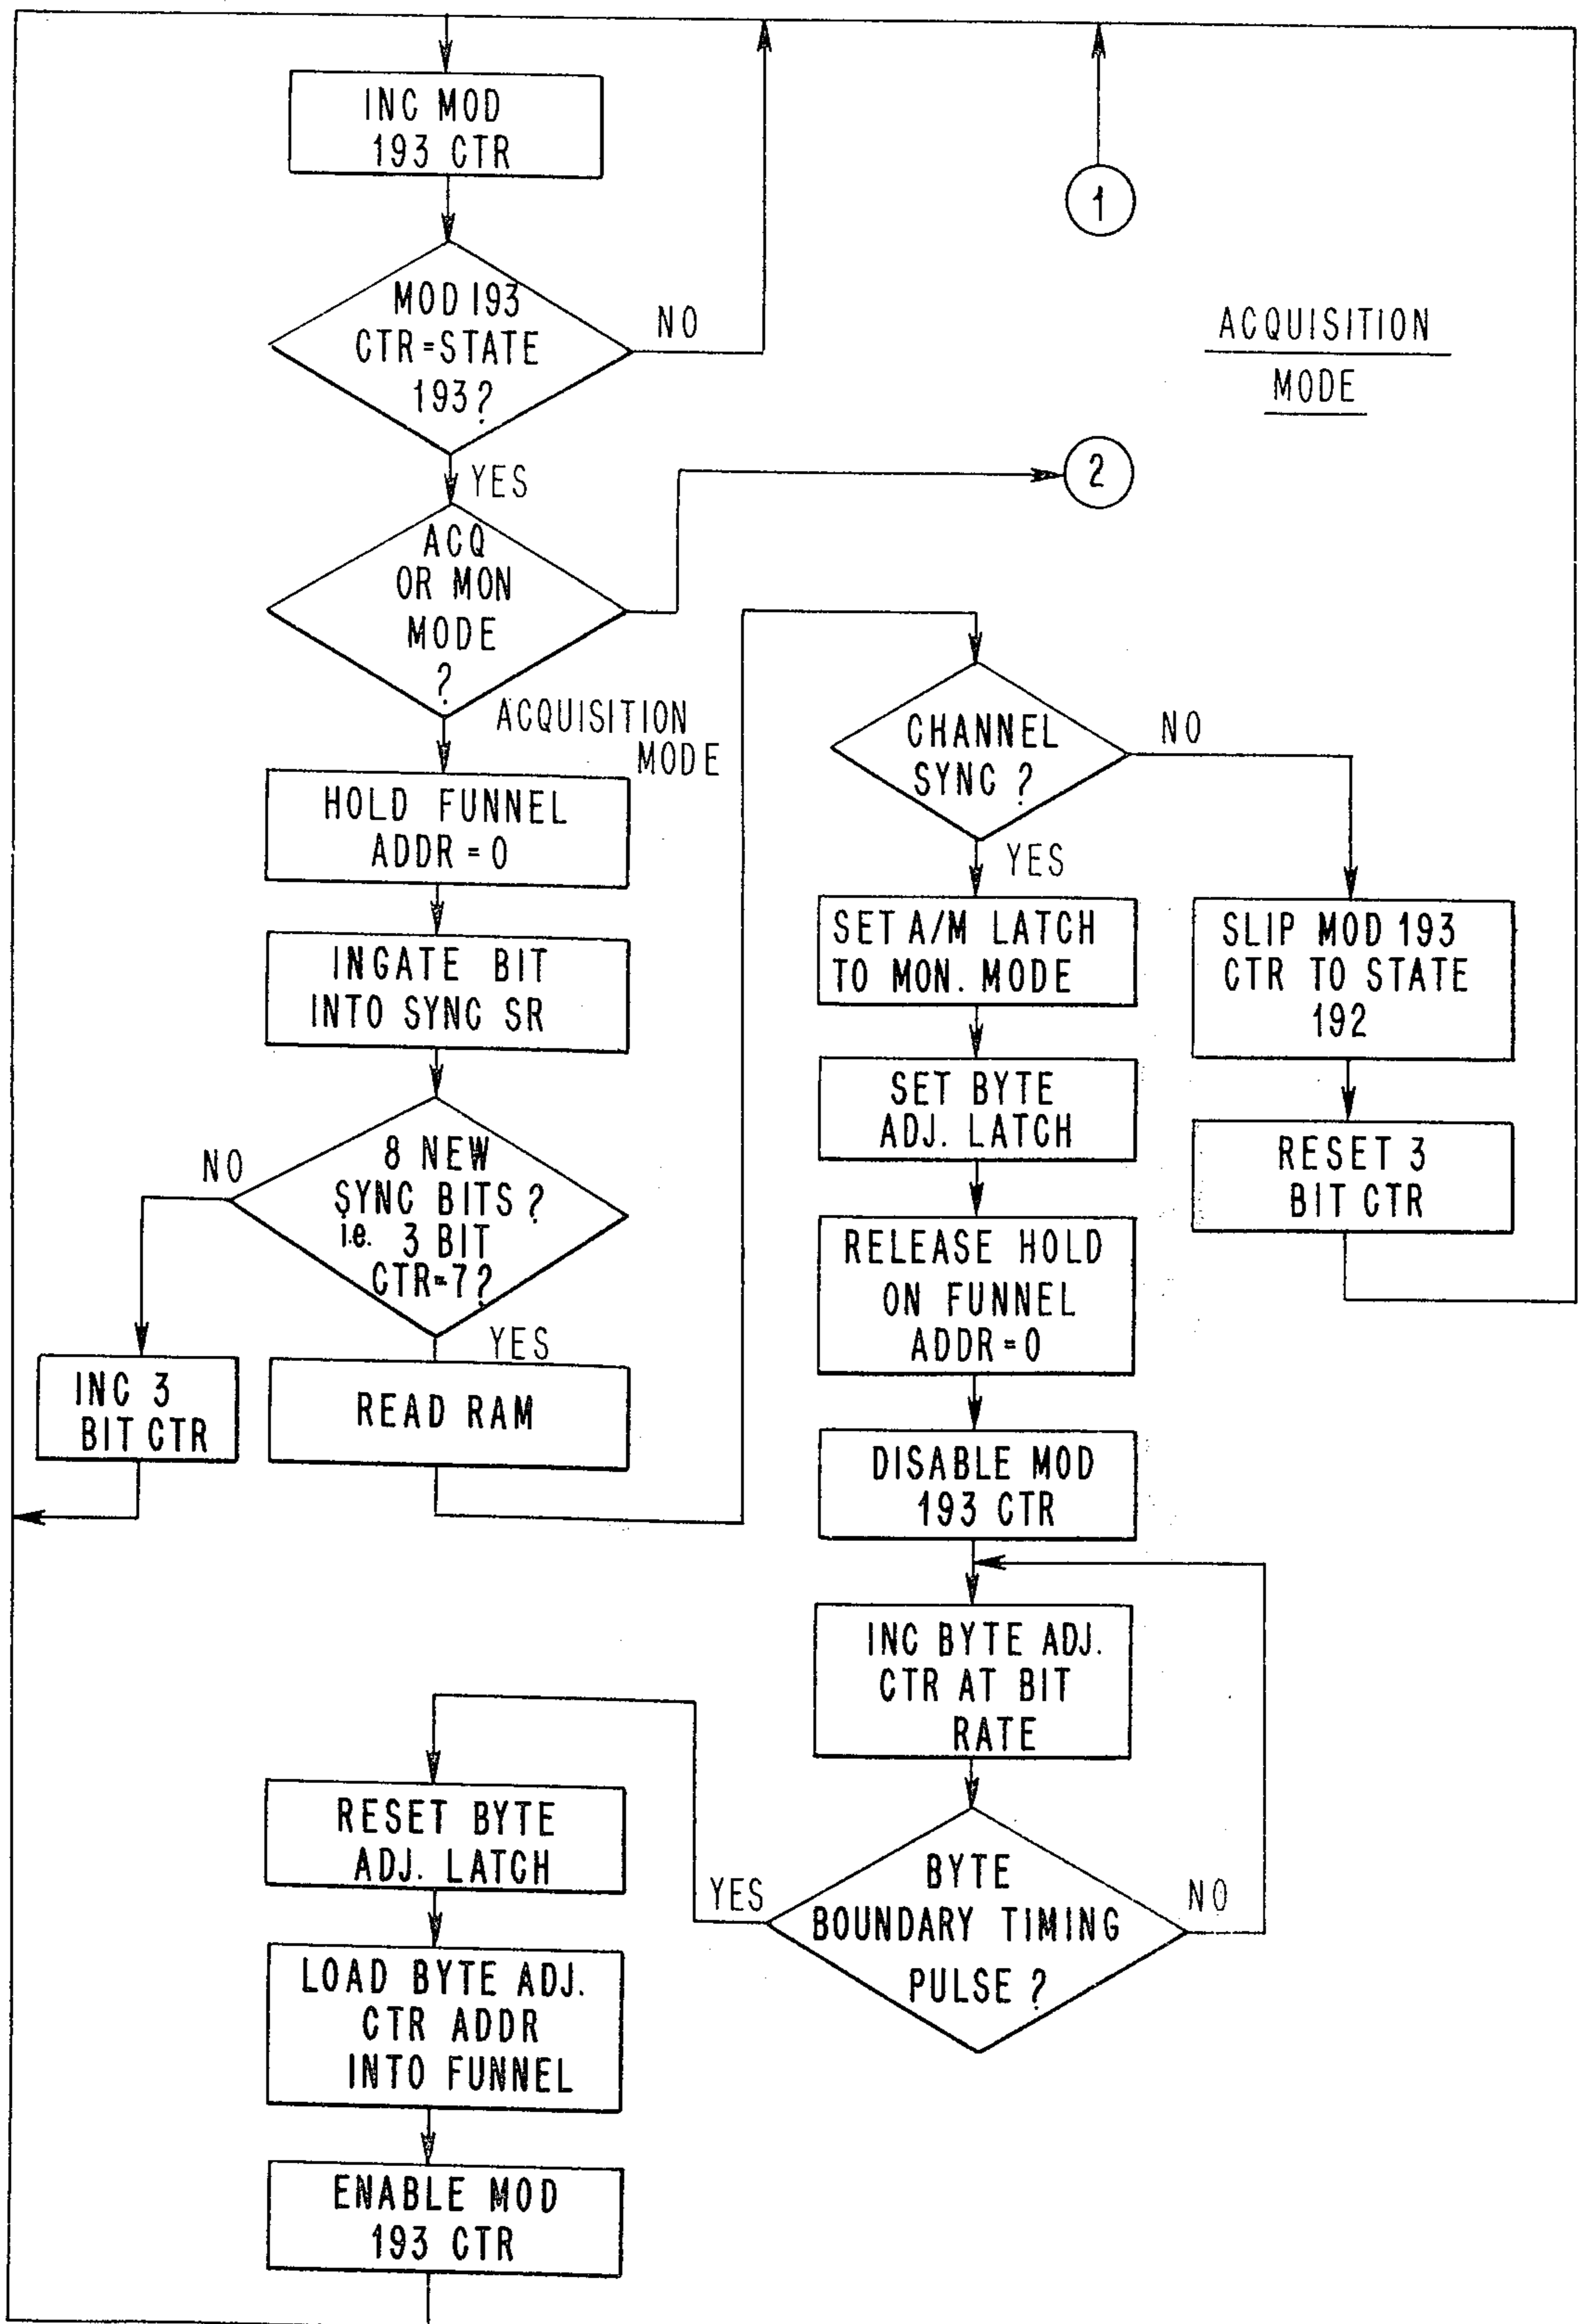 INC MOD
193 CTR
1
MOD 193
CTR=STATE
193?
NO
ACQUISITION
MODE
YES
2
ACQ
OR MON
MODE
?
ACQUISITION
MODE
HOLD FUNNEL
ADDR=0
INGATE BIT
INTO SYNC SR
8 NEW
SYNC BITS?
i.e. 3 BIT
CTR=7?
NO
YES
INC 3
BIT CTR
READ RAM
CHANNEL
SYNC?
NO
YES
SET A/M LATCH
TO MON. MODE
SLIP MOD 193
CTR TO STATE
192
SET BYTE
ADJ. LATCH
RESET 3
BIT CTR
RELEASE HOLD
ON FUNNEL
ADDR=0
DISABLE MOD
193 CTR
INC BYTE ADJ.
CTR AT BIT
RATE
BYTE
BOUNDARY TIMING
PULSE?
YES
NO
RESET BYTE
ADJ. LATCH
LOAD BYTE ADJ.
CTR ADDR
INTO FUNNEL
ENABLE MOD
193 CTR